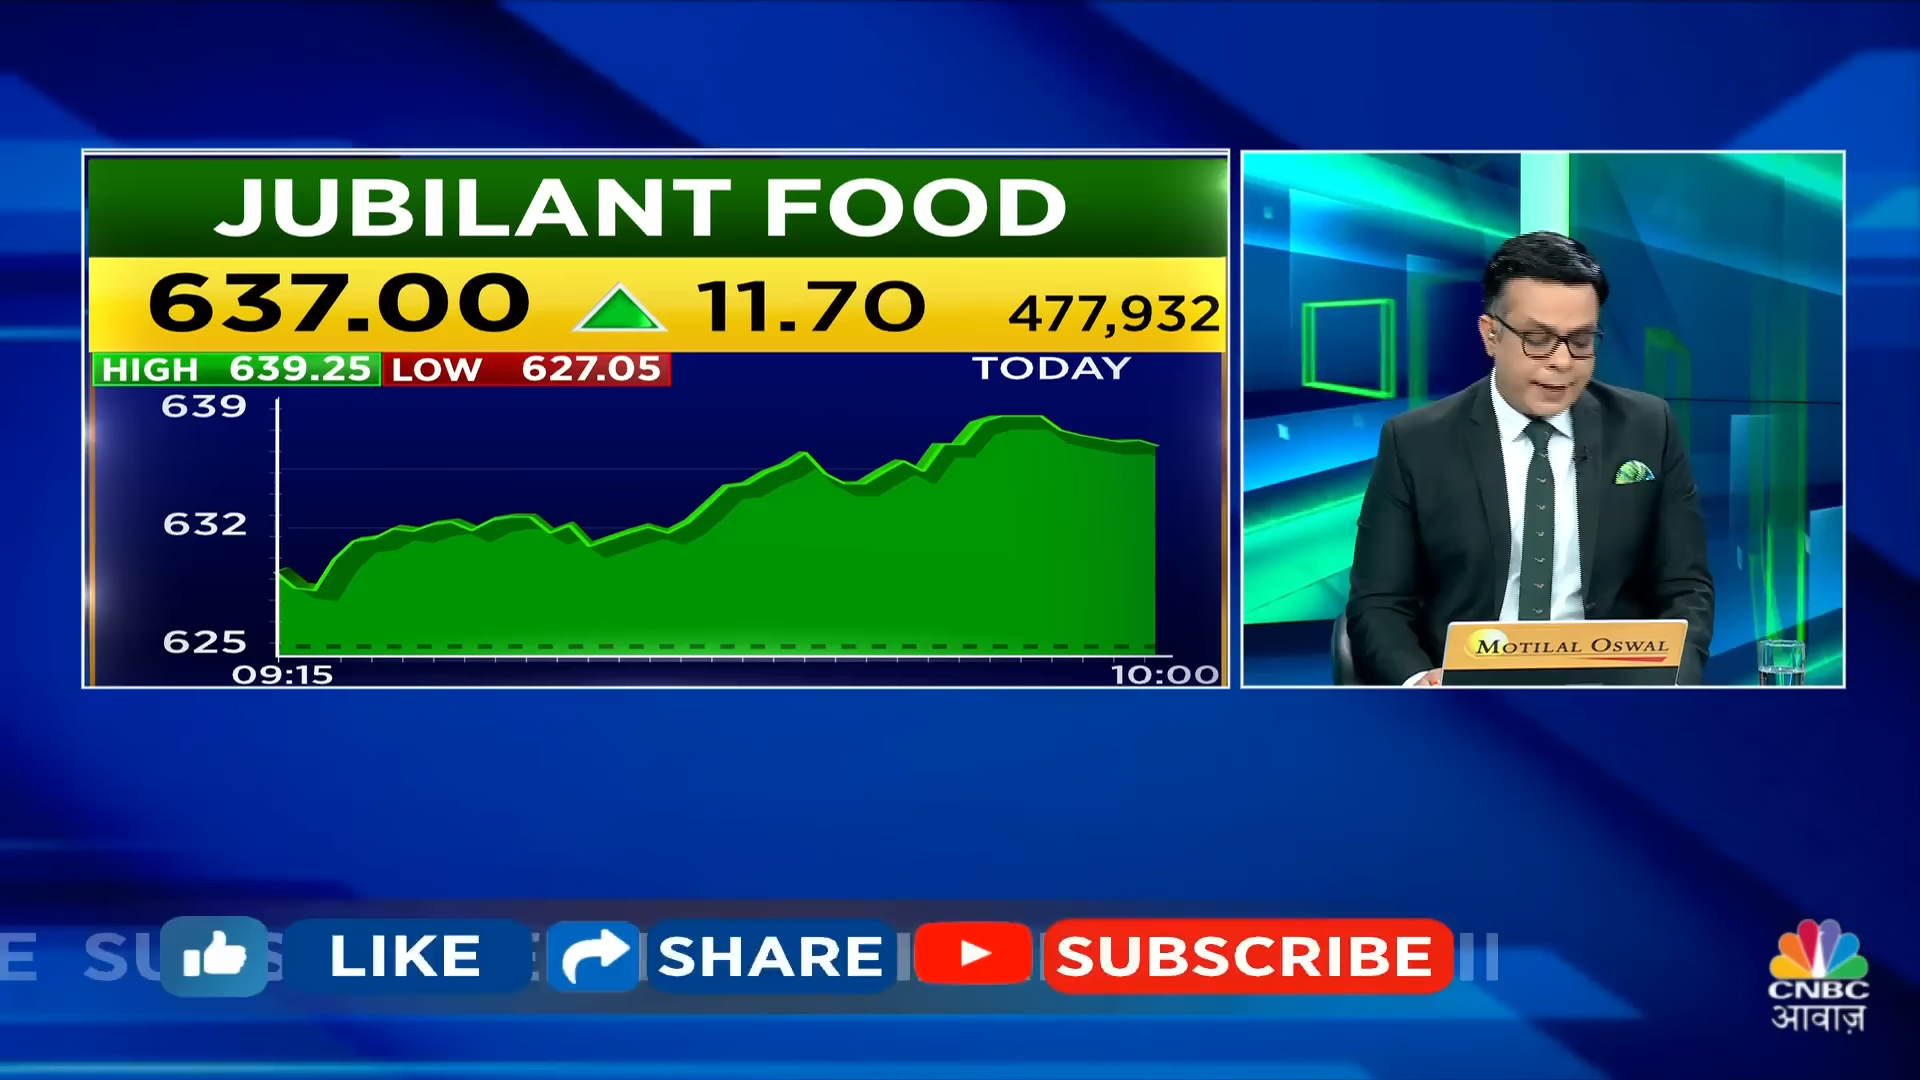 JUBILANT FOOD
637.00 11.70 477,932
HIGH 639.25 LOW 627.05 TODAY
639
632
625
09:15 10:00
MOTILAL OSWAL
LIKE SHARE SUBSCRIBE
CNBC
आवाज़